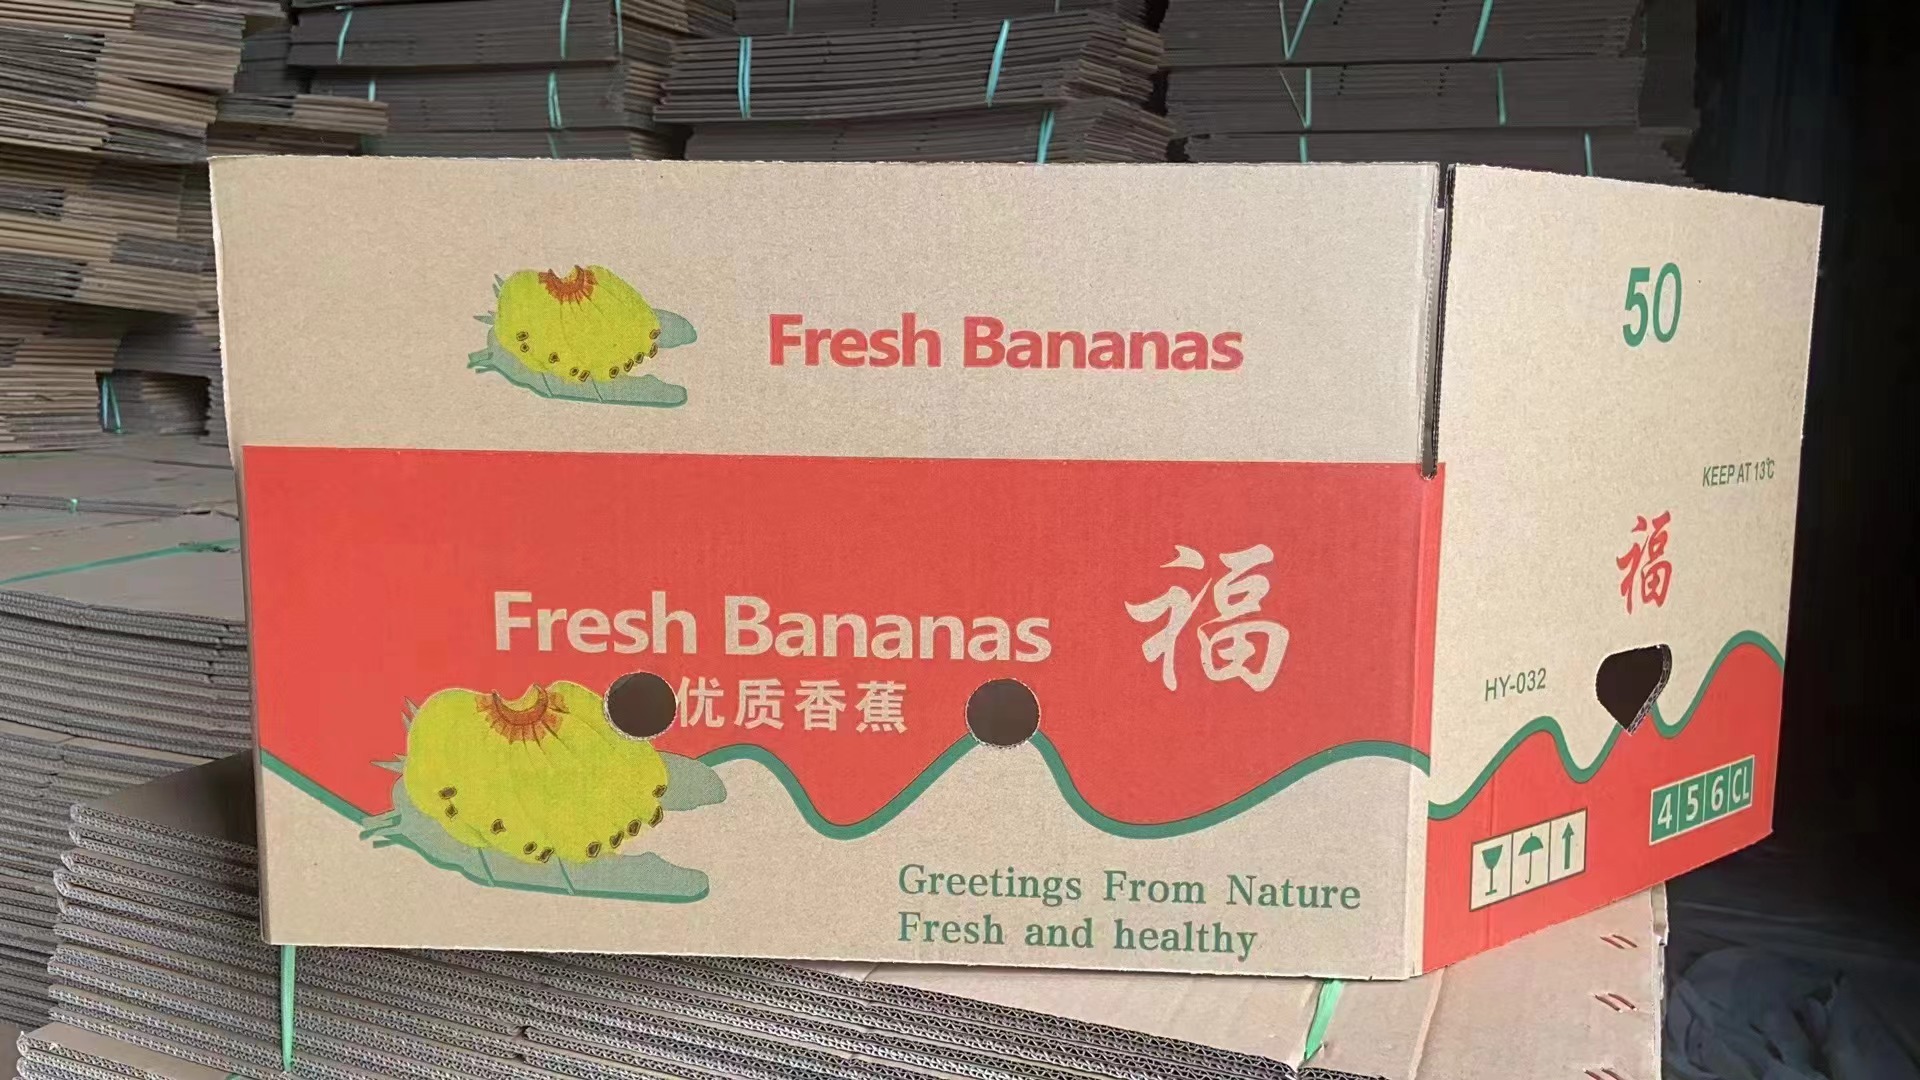 Fresh Bananas
Fresh Bananas
福
优质香蕉
Greetings From Nature
Fresh and healthy
50
KEEP AT 13℃
福
HY-032
456CL